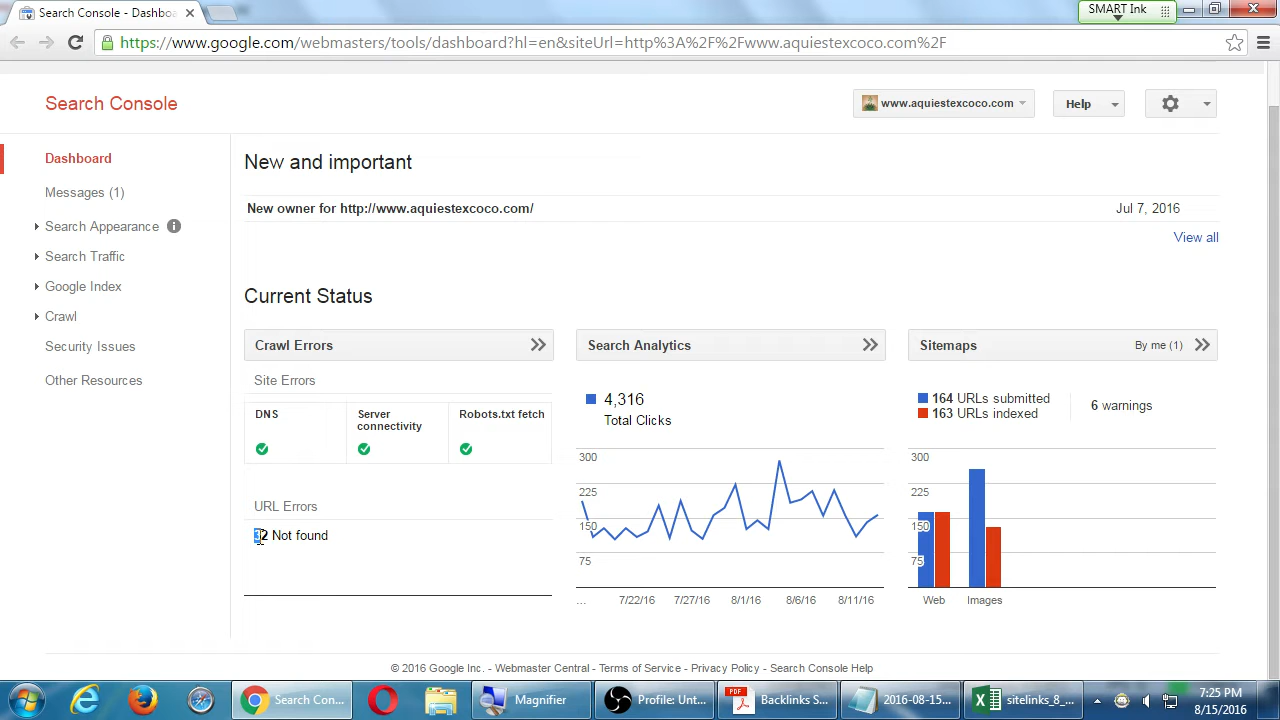 Search Console - Dashboa
SMART Ink
https://www.google.com/webmasters/tools/dashboard?hl=en&siteUrl=http%3A%2F%2Fwww.aquiestexcoco.com%2F
Search Console
www.aquiestexcoco.com
Help
Dashboard
Messages (1)
Search Appearance
Search Traffic
Google Index
Crawl
Security Issues
Other Resources
New and important
New owner for http://www.aquiestexcoco.com/
Jul 7, 2016
View all
Current Status
Crawl Errors
Site Errors
DNS
Server
connectivity
Robots.txt fetch
URL Errors
32 Not found
Search Analytics
4,316
Total Clicks
300
225
150
75
...
7/22/16
7/27/16
8/1/16
8/6/16
8/11/16
Sitemaps
By me (1)
164 URLs submitted
163 URLs indexed
6 warnings
300
225
150
75
Web
Images
© 2016 Google Inc. - Webmaster Central - Terms of Service - Privacy Policy - Search Console Help
Search Con...
Magnifier
Profile: Unt...
PDF
Backlinks S...
2016-08-15...
sitelinks_8_...
7:25 PM
8/15/2016